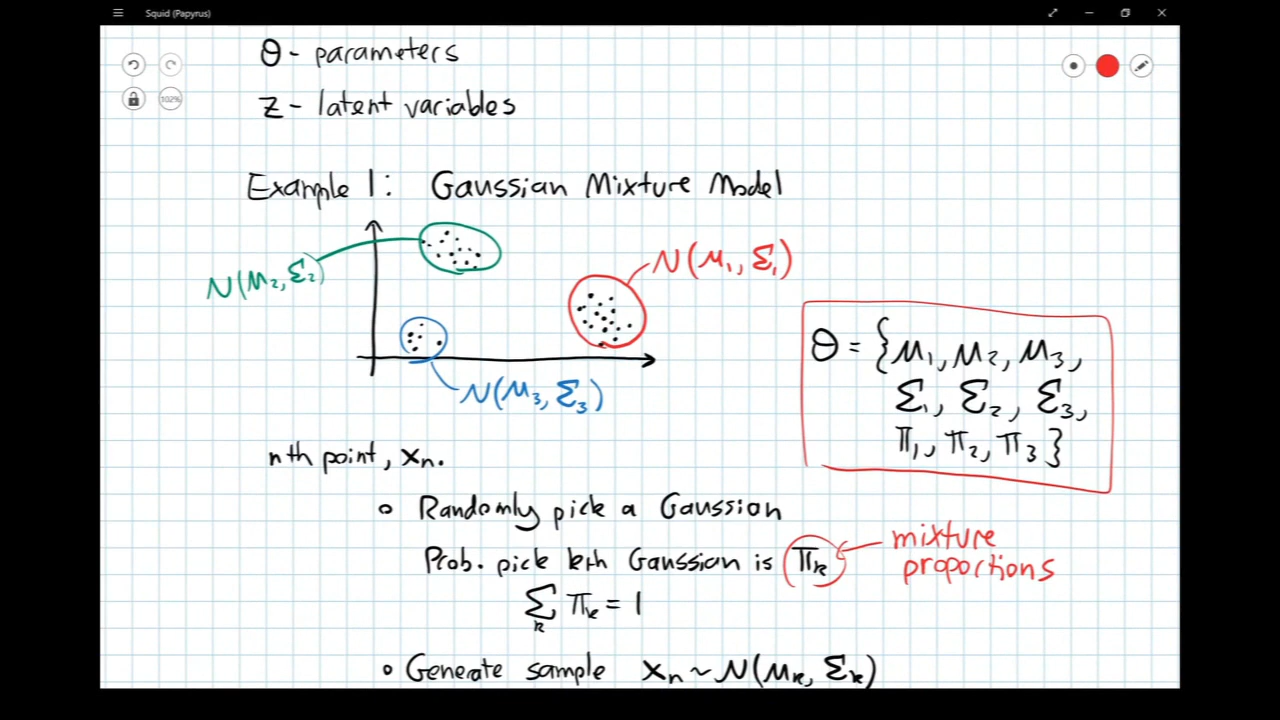 Squid (Papyrus)
102%
θ - parameters
z - latent variables
Example 1: Gaussian Mixture Model
N(μ₂, Σ₂)
N(μ₁, Σ₁)
N(μ₃, Σ₃)
θ = {μ₁, μ₂, μ₃,
Σ₁, Σ₂, Σ₃,
π₁, π₂, π₃}
nth point, xₙ.
Randomly pick a Gaussian
Prob. pick kth Gaussian is πₖ
mixture
proportions
Σₖ πₖ = 1
Generate sample xₙ ~ N(μₖ, Σₖ)